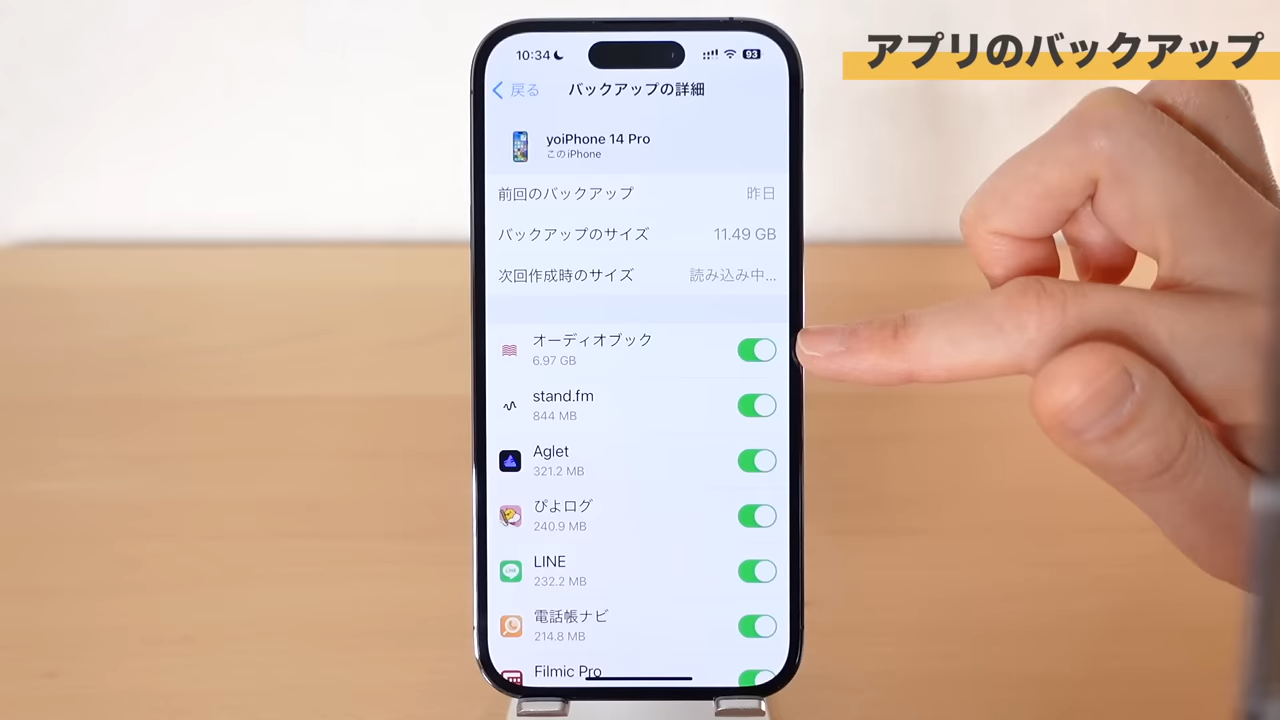 アプリのバックアップ
10:34
93
戻る
バックアップの詳細
yoiPhone 14 Pro
このiPhone
前回のバックアップ
昨日
バックアップのサイズ
11.49 GB
次回作成時のサイズ
読み込み中...
オーディオブック
6.97 GB
stand.fm
844 MB
Aglet
321.2 MB
ぴよログ
240.9 MB
LINE
LINE
232.2 MB
電話帳ナビ
214.8 MB
Filmic Pro